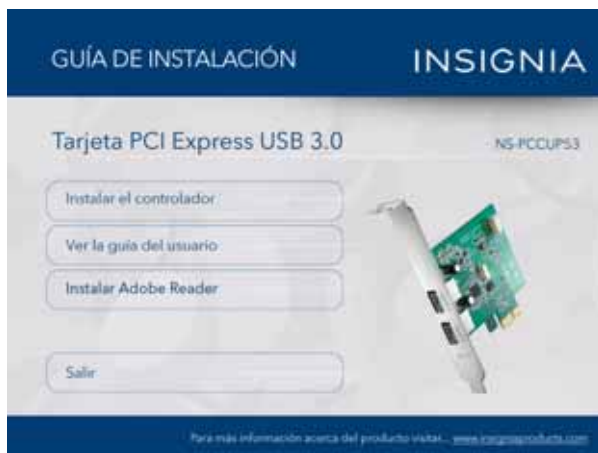 GUÍA DE INSTALACIÓN
INSIGNIA
Tarjeta PCI Express USB 3.0
NS-PCCUP53
Instalar el controlador
Ver la guía del usuario
Instalar Adobe Reader
Salir
Para más información acerca del producto visitar... www.insigniaproducts.com